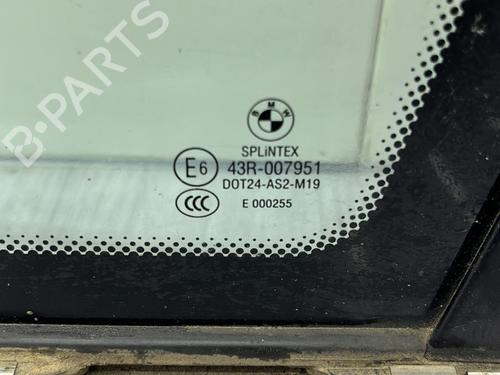 B-PARTS
BMW
SPLiNTEX
E6 43R-007951
DOT24-AS2-M19
CCC E 000255